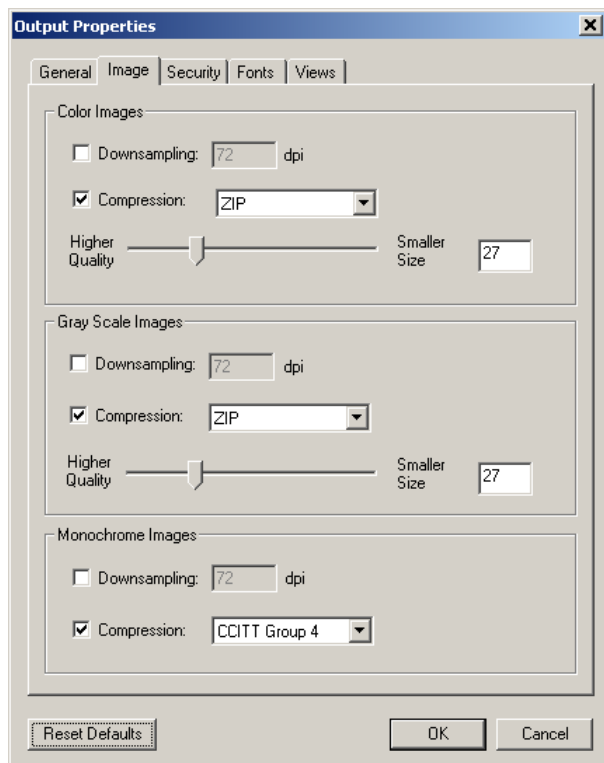 Output Properties
General Image Security Fonts Views
Color Images
Downsampling: 72 dpi
Compression: ZIP
Higher Quality Smaller Size 27
Gray Scale Images
Downsampling: 72 dpi
Compression: ZIP
Higher Quality Smaller Size 27
Monochrome Images
Downsampling: 72 dpi
Compression: CCITT Group 4
Reset Defaults OK Cancel